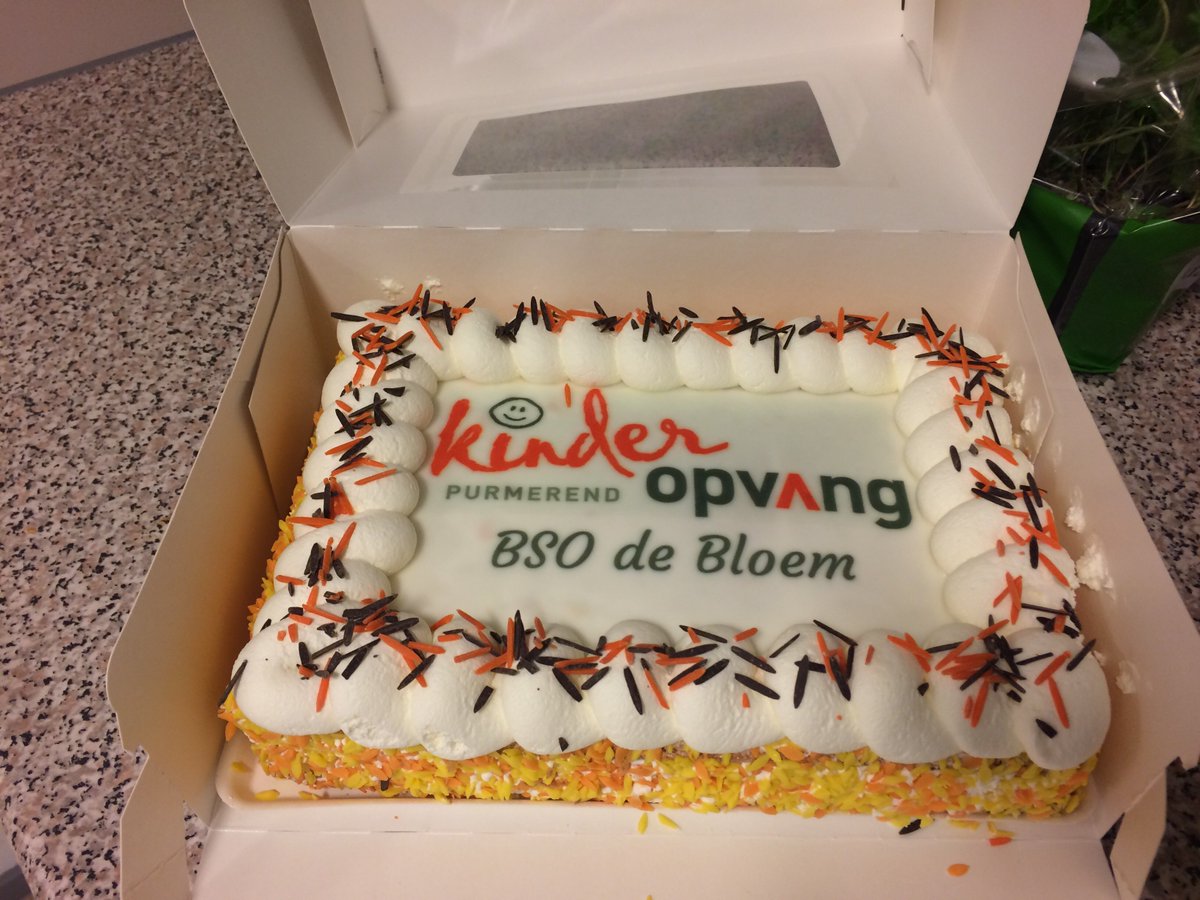 kinder
PURMEREND opvang
BSO de Bloem